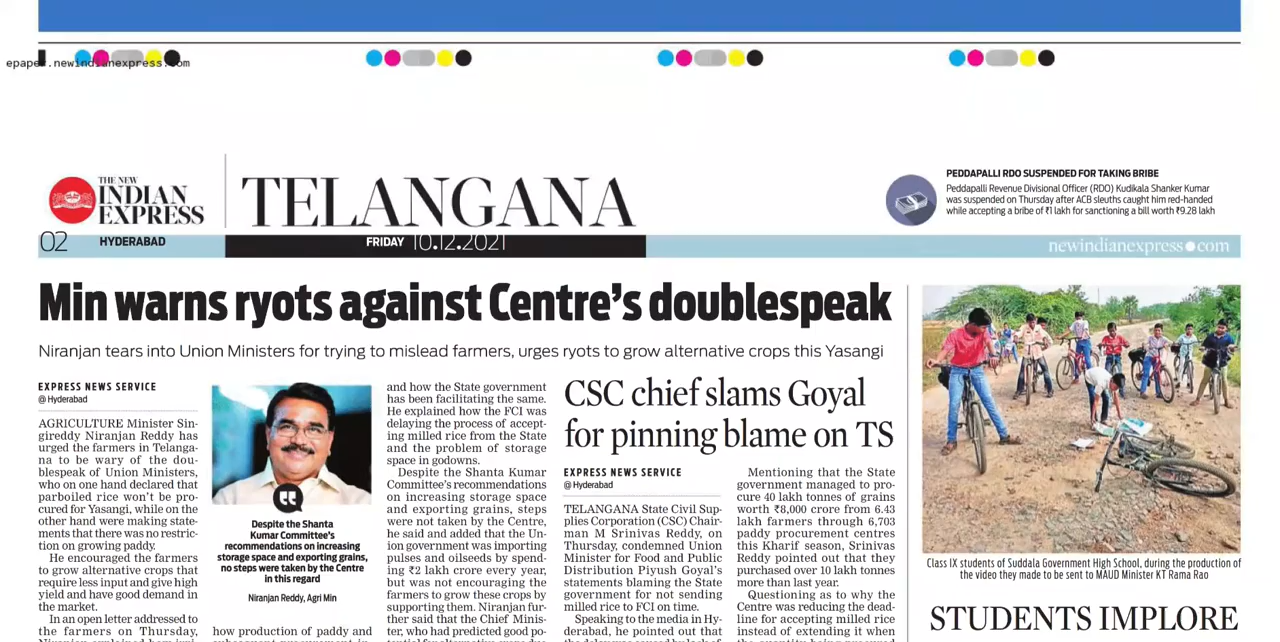 epaper.newindianexpress.com
THE NEW
INDIAN
EXPRESS
TELANGANA
PEDDAPALLI RDO SUSPENDED FOR TAKING BRIBE
Peddapalli Revenue Divisional Officer (RDO) Kudikala Shanker Kumar
was suspended on Thursday after ACB sleuths caught him red-handed
while accepting a bribe of ₹1 lakh for sanctioning a bill worth ₹9.28 lakh
02
HYDERABAD
FRIDAY 10.12.2021
newindianexpress.com
Min warns ryots against Centre's doublespeak
Niranjan tears into Union Ministers for trying to mislead farmers, urges ryots to grow alternative crops this Yasangi
EXPRESS NEWS SERVICE
@ Hyderabad
AGRICULTURE Minister Sin-
gireddy Niranjan Reddy has
urged the farmers in Telanga-
na to be wary of the dou-
blespeak of Union Ministers,
who on one hand declared that
parboiled rice won't be pro-
cured for Yasangi, while on the
other hand were making state-
ments that there was no restric-
tion on growing paddy.
He encouraged the farmers
to grow alternative crops that
require less input and give high
yield and have good demand in
the market.
In an open letter addressed to
the farmers on Thursday,
Despite the Shanta
Kumar Committee's
recommendations on increasing
storage space and exporting grains,
no steps were taken by the Centre
in this regard
Niranjan Reddy, Agri Min
how production of paddy and
and how the State government
has been facilitating the same.
He explained how the FCI was
delaying the process of accept-
ing milled rice from the State
and the problem of storage
space in godowns.
Despite the Shanta Kumar
Committee's recommendations
on increasing storage space
and exporting grains, steps
were not taken by the Centre,
he said and added that the Un-
ion government was importing
pulses and oilseeds by spend-
ing ₹2 lakh crore every year,
but was not encouraging the
farmers to grow these crops by
supporting them. Niranjan fur-
ther said that the Chief Minis-
ter, who had predicted good po-
CSC chief slams Goyal
for pinning blame on TS
EXPRESS NEWS SERVICE
@ Hyderabad
TELANGANA State Civil Sup-
plies Corporation (CSC) Chair-
man M Srinivas Reddy, on
Thursday, condemned Union
Minister for Food and Public
Distribution Piyush Goyal's
statements blaming the State
government for not sending
milled rice to FCI on time.
Speaking to the media in Hy-
derabad, he pointed out that
Mentioning that the State
government managed to pro-
cure 40 lakh tonnes of grains
worth ₹8,000 crore from 6.43
lakh farmers through 6,703
paddy procurement centres
this Kharif season, Srinivas
Reddy pointed out that they
purchased over 10 lakh tonnes
more than last year.
Questioning as to why the
Centre was reducing the dead-
line for accepting milled rice
instead of extending it when
Class IX students of Suddala Government High School, during the production of
the video they made to be sent to MAUD Minister KT Rama Rao
STUDENTS IMPLORE